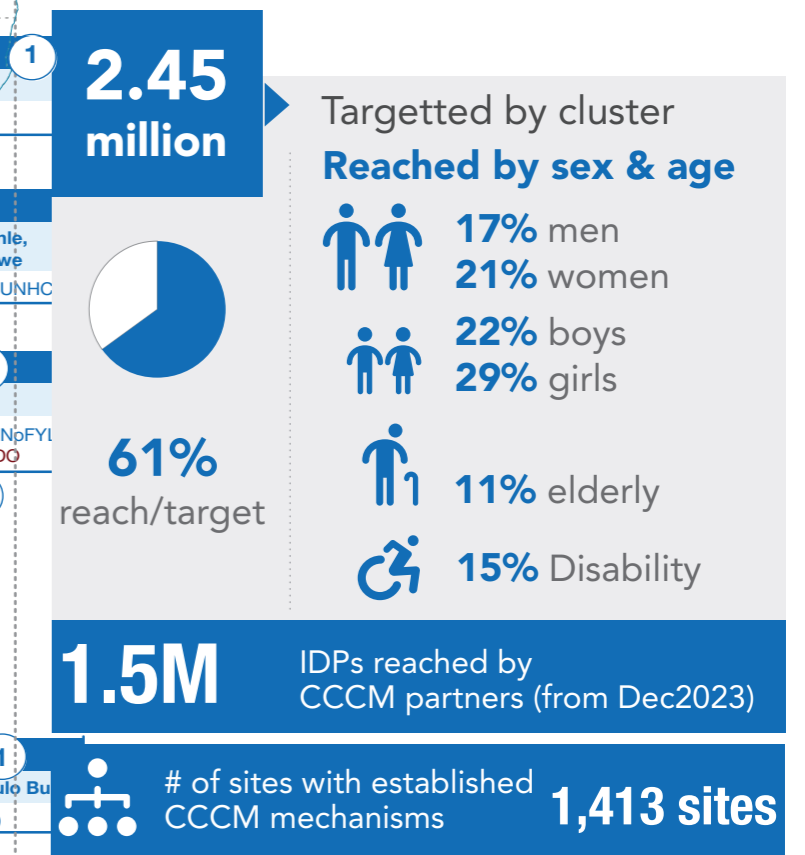 1
2.45
million
Targetted by cluster
Reached by sex & age
17% men
21% women
22% boys
29% girls
61%
reach/target
11% elderly
15% Disability
1.5M
IDPs reached by
CCCM partners (from Dec2023)
# of sites with established
CCCM mechanisms
1,413 sites